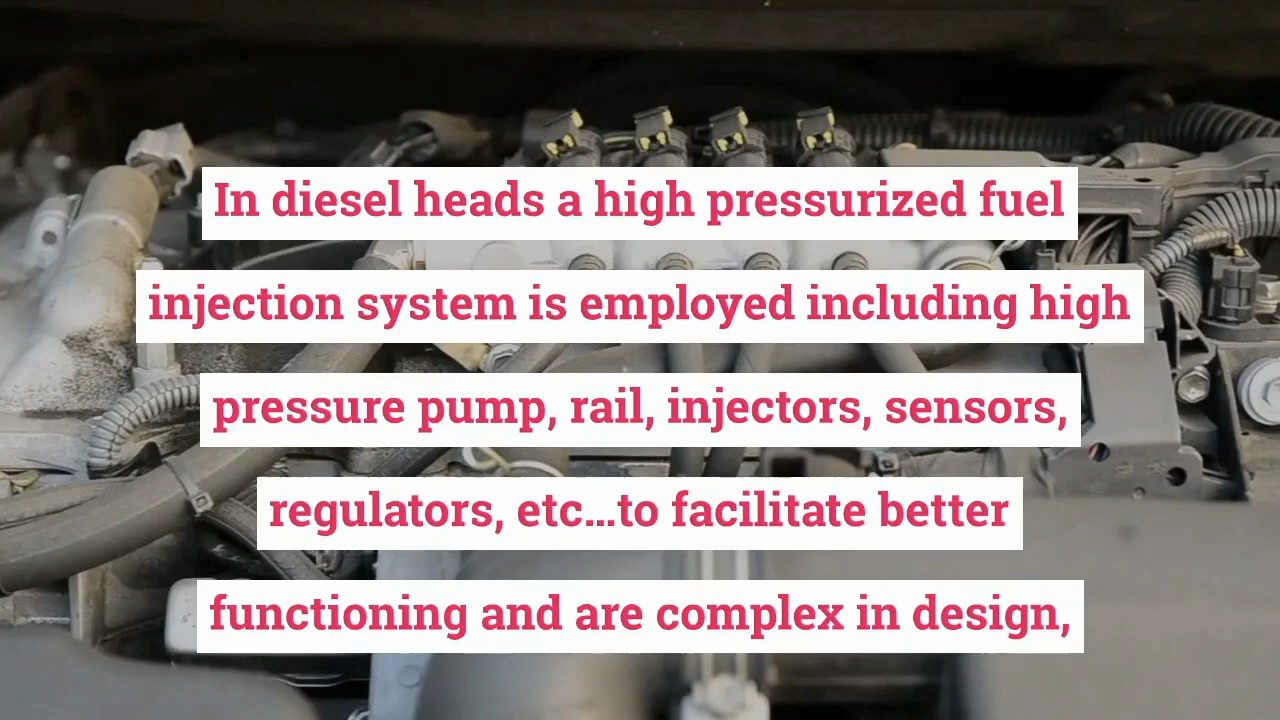 In diesel heads a high pressurized fuel
injection system is employed including high
pressure pump, rail, injectors, sensors,
regulators, etc...to facilitate better
functioning and are complex in design,